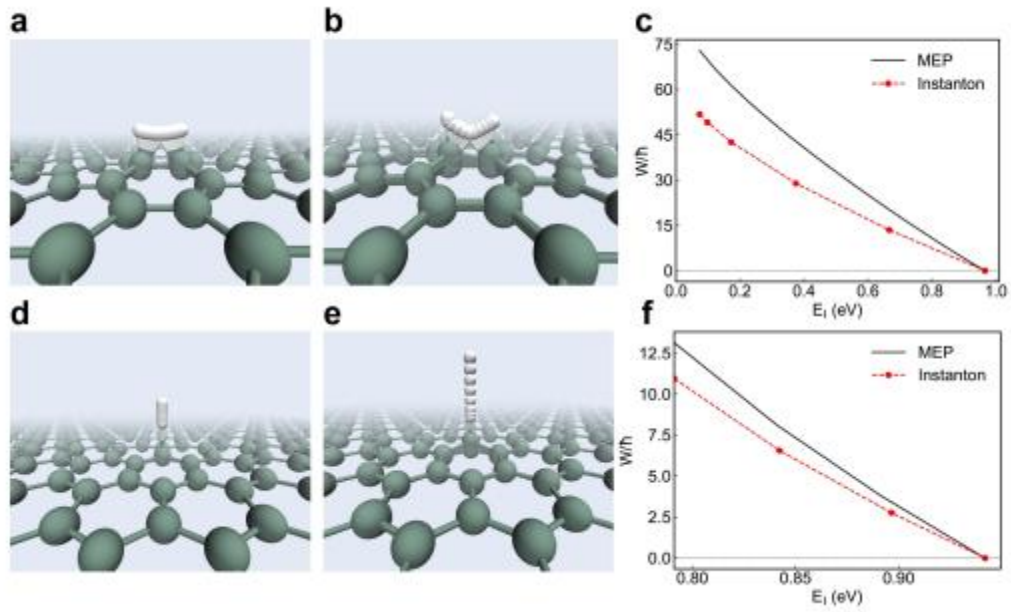 a
b
c
75
60
45
30
15
0
W/ħ
MEP
Instanton
0.0 0.2 0.4 0.6 0.8 1.0
E_I (eV)
d
e
f
12.5
10.0
7.5
5.0
2.5
0.0
W/ħ
MEP
Instanton
0.80 0.85 0.90
E_I (eV)